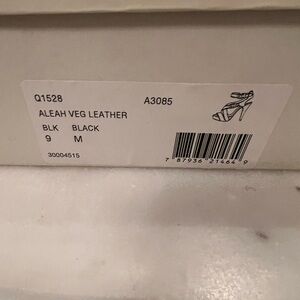 Q1528 A3085
ALEAH VEG LEATHER
BLK BLACK
9 M
30004515
7 87936 21464 9